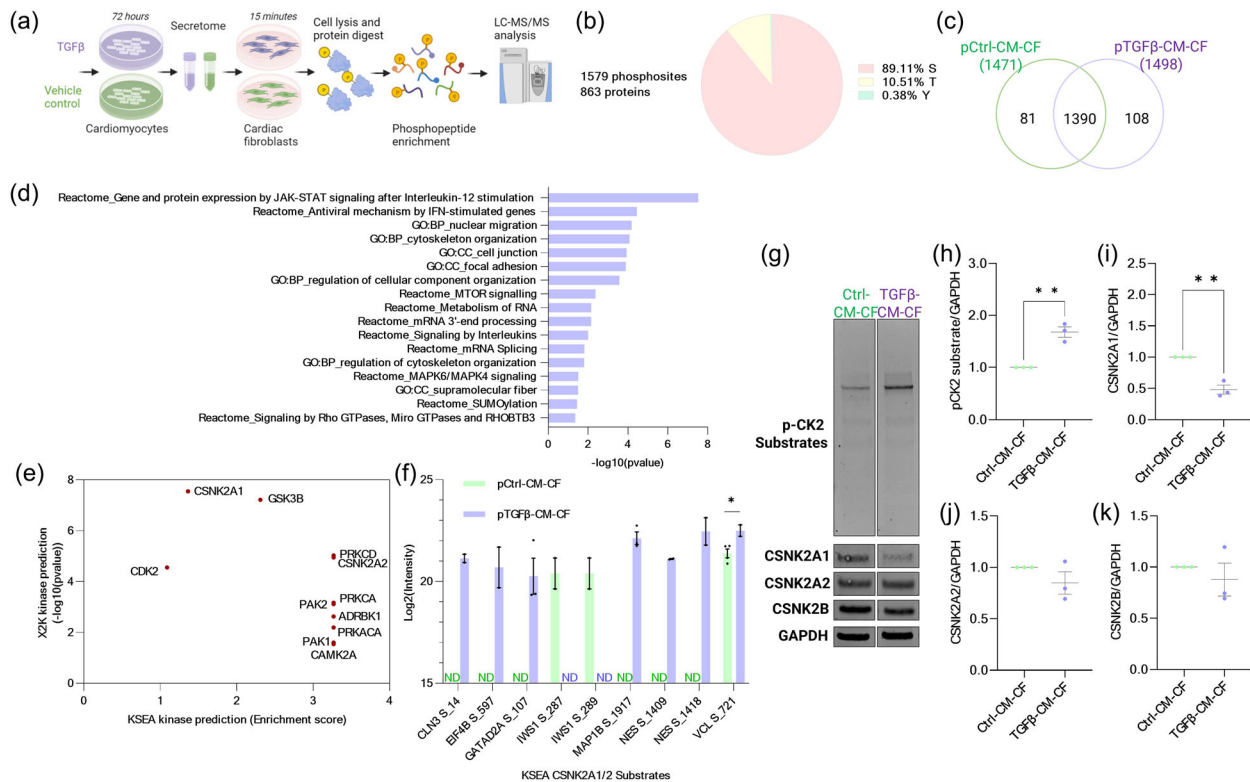 (a)
72 hours
TGFβ
Vehicle
control
Cardiomyocytes
Secretome
15 minutes
Cardiac
fibroblasts
Cell lysis and
protein digest
P
P
P
P
P
P
P
P
P
Phosphopeptide
enrichment
LC-MS/MS
analysis
(b)
1579 phosphosites
863 proteins
89.11% S
10.51% T
0.38% Y
(c)
pCtrl-CM-CF
(1471)
pTGFβ-CM-CF
(1498)
81
1390
108
(d)
Reactome_Gene and protein expression by JAK-STAT signaling after Interleukin-12 stimulation
Reactome_Antiviral mechanism by IFN-stimulated genes
GO:BP_nuclear migration
GO:BP_cytoskeleton organization
GO:CC_cell junction
GO:CC_focal adhesion
GO:BP_regulation of cellular component organization
Reactome_MTOR signalling
Reactome_Metabolism of RNA
Reactome_mRNA 3'-end processing
Reactome_Signaling by Interleukins
Reactome_mRNA Splicing
GO:BP_regulation of cytoskeleton organization
Reactome_MAPK6/MAPK4 signaling
GO:CC_supramolecular fiber
Reactome_SUMOylation
Reactome_Signaling by Rho GTPases, Miro GTPases and RHOBTB3
0 2 4 6 8
-log10(pvalue)
(e)
X2K kinase prediction
(-log10(pvalue))
8
6
4
2
0
CSNK2A1
GSK3B
CDK2
PRKCD
CSNK2A2
PRKCA
PAK2
ADRBK1
PRKACA
PAK1
CAMK2A
0 1 2 3 4
KSEA kinase prediction (Enrichment score)
(f)
pCtrl-CM-CF
pTGFβ-CM-CF
Log2(Intensity)
25
20
15
*
ND ND ND ND ND ND ND ND
CLN3 S_14
EIF4B S_597
GATAD2A S_107
IWS1 S_287
IWS1 S_289
MAP1B S_1917
NES S_1409
NES S_1418
VCL S_721
KSEA CSNK2A1/2 Substrates
(g)
Ctrl-
CM-CF
TGFβ-
CM-CF
p-CK2
Substrates
CSNK2A1
CSNK2A2
CSNK2B
GAPDH
(h)
pCK2 substrate/GAPDH
3.0
2.0
1.0
0.0
* *
Ctrl-CM-CF
TGFβ-CM-CF
(i)
CSNK2A1/GAPDH
2.5
2.0
1.5
1.0
0.5
0.0
* *
Ctrl-CM-CF
TGFβ-CM-CF
(j)
CSNK2A2/GAPDH
1.5
1.0
0.5
0.0
Ctrl-CM-CF
TGFβ-CM-CF
(k)
CSNK2B/GAPDH
1.5
1.0
0.5
0.0
Ctrl-CM-CF
TGFβ-CM-CF